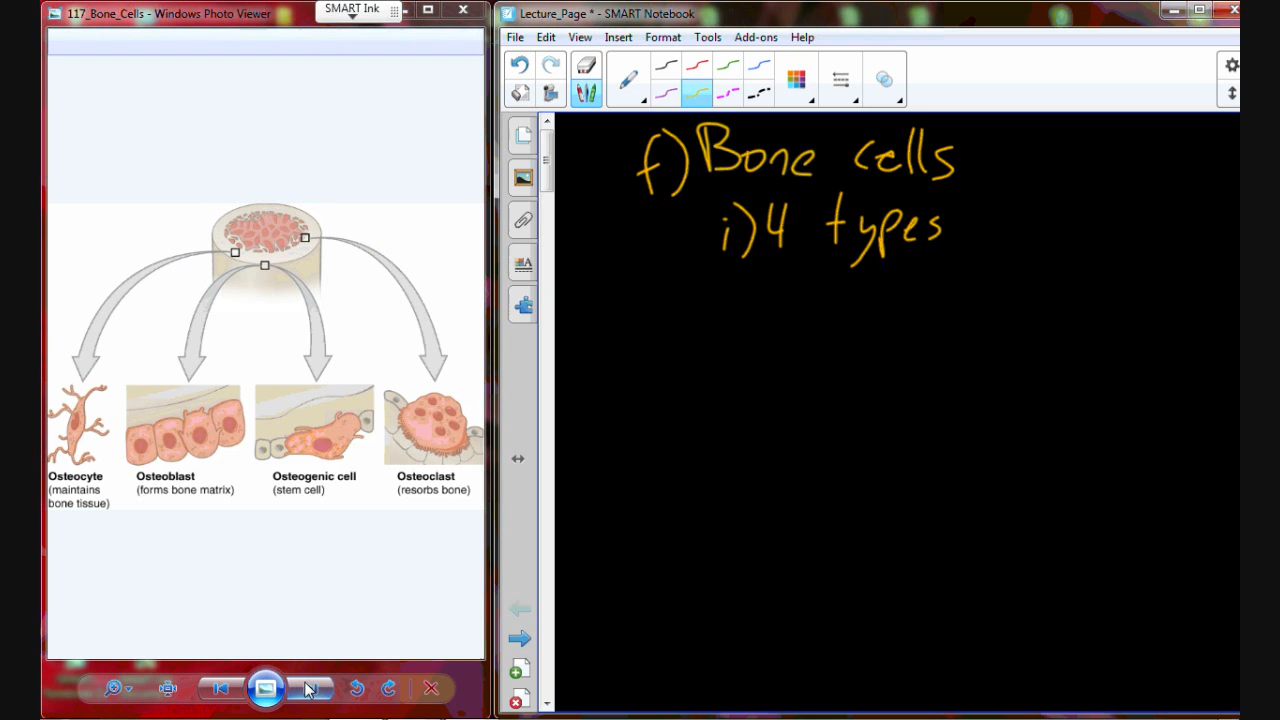 117_Bone_Cells - Windows Photo Viewer
SMART Ink
Lecture_Page * - SMART Notebook
File Edit View Insert Format Tools Add-ons Help
f) Bone cells
i) 4 types
Osteocyte
(maintains
bone tissue)
Osteoblast
(forms bone matrix)
Osteogenic cell
(stem cell)
Osteoclast
(resorbs bone)